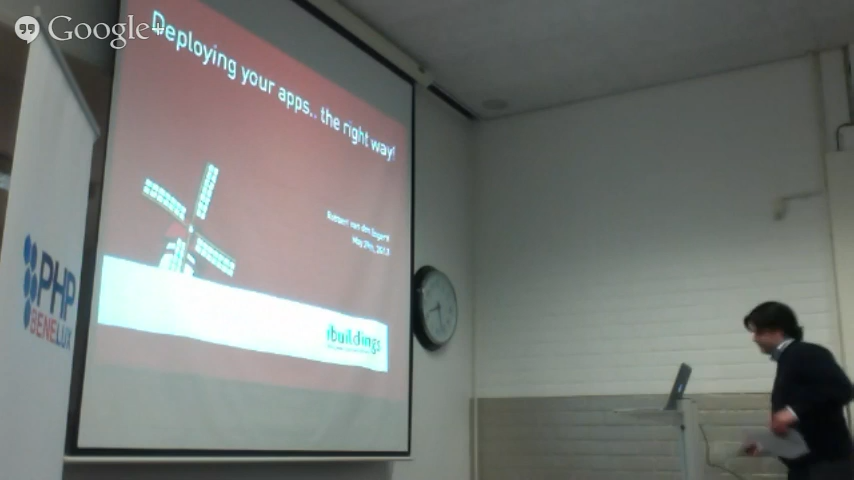 Google+
Deploying your apps.. the right way!
ibuildings
PHP
BENELUX